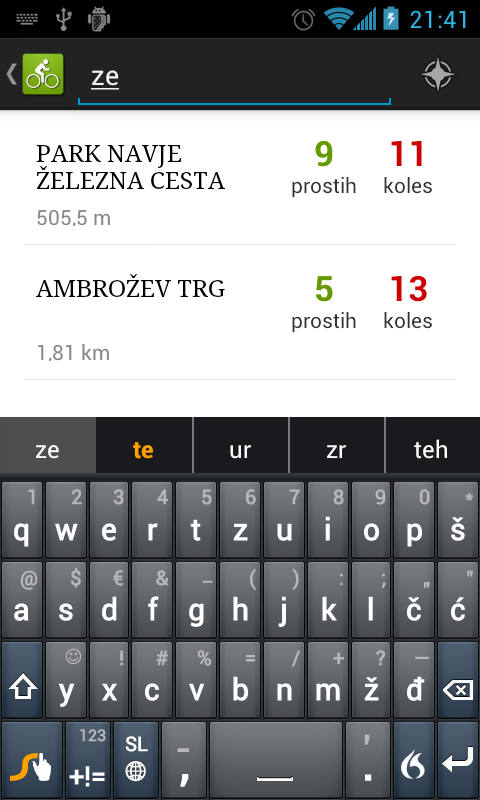 21:41
ze
PARK NAVJE
ŽELEZNA CESTA
9
prostih
11
koles
505,5 m
AMBROŽEV TRG
5
prostih
13
koles
1,81 km
ze te ur zr teh
1 2 3 4 5 6 7 8 9 0 *
q w e r t z u i o p š
@ $ € & _ ( ) : ; „ "
a s d f g h j k l č ć
☺ ! # % = / + ? —
y x c v b n m ž đ
123 SL - '
+!= , .